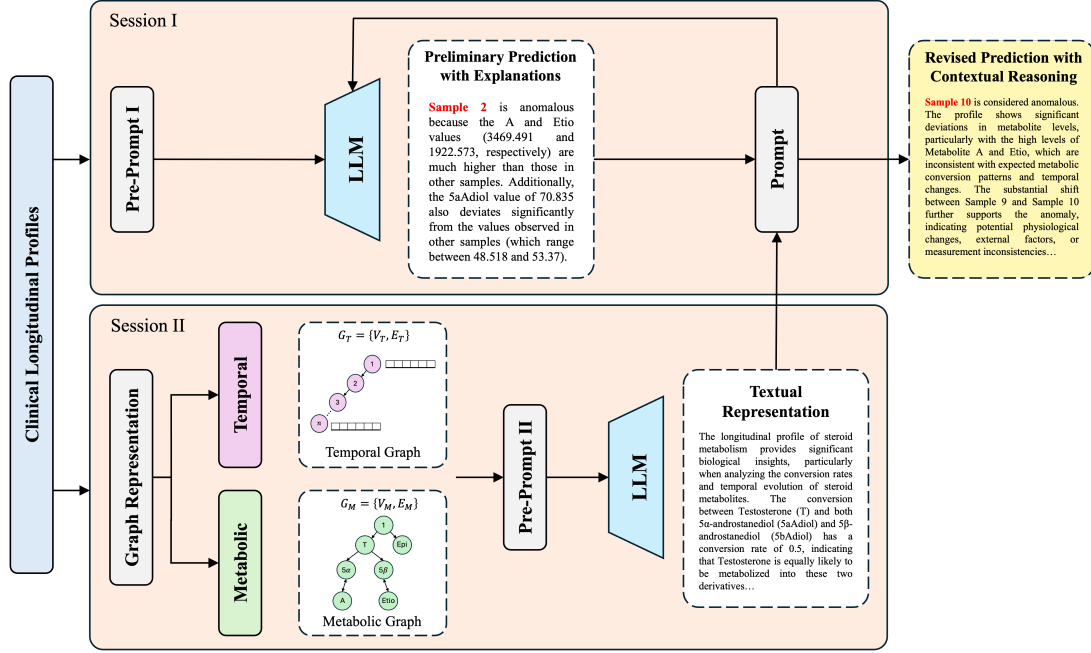 Session I
Clinical Longitudinal Profiles
Pre-Prompt I
LLM
Preliminary Prediction
with Explanations
Sample 2 is anomalous
because the A and Etio
values (3469.491 and
1922.573, respectively) are
much higher than those in
other samples. Additionally,
the 5aAdiol value of 70.835
also deviates significantly
from the values observed in
other samples (which range
between 48.518 and 53.37).
Prompt
Revised Prediction with
Contextual Reasoning
Sample 10 is considered anomalous.
The profile shows significant
deviations in metabolite levels,
particularly with the high levels of
Metabolite A and Etio, which are
inconsistent with expected metabolic
conversion patterns and temporal
changes. The substantial shift
between Sample 9 and Sample 10
further supports the anomaly,
indicating potential physiological
changes, external factors, or
measurement inconsistencies…
Session II
Graph Representation
Temporal
Metabolic
G_T = {V_T, E_T}
1
2
3
n
Temporal Graph
G_M = {V_M, E_M}
1
T
Epi
5α
5β
A
Etio
Metabolic Graph
Pre-Prompt II
LLM
Textual
Representation
The longitudinal profile of steroid
metabolism provides significant
biological insights, particularly
when analyzing the conversion rates
and temporal evolution of steroid
metabolites. The conversion
between Testosterone (T) and both
5α-androstanediol (5aAdiol) and 5β-
androstanediol (5bAdiol) has a
conversion rate of 0.5, indicating
that Testosterone is equally likely to
be metabolized into these two
derivatives…